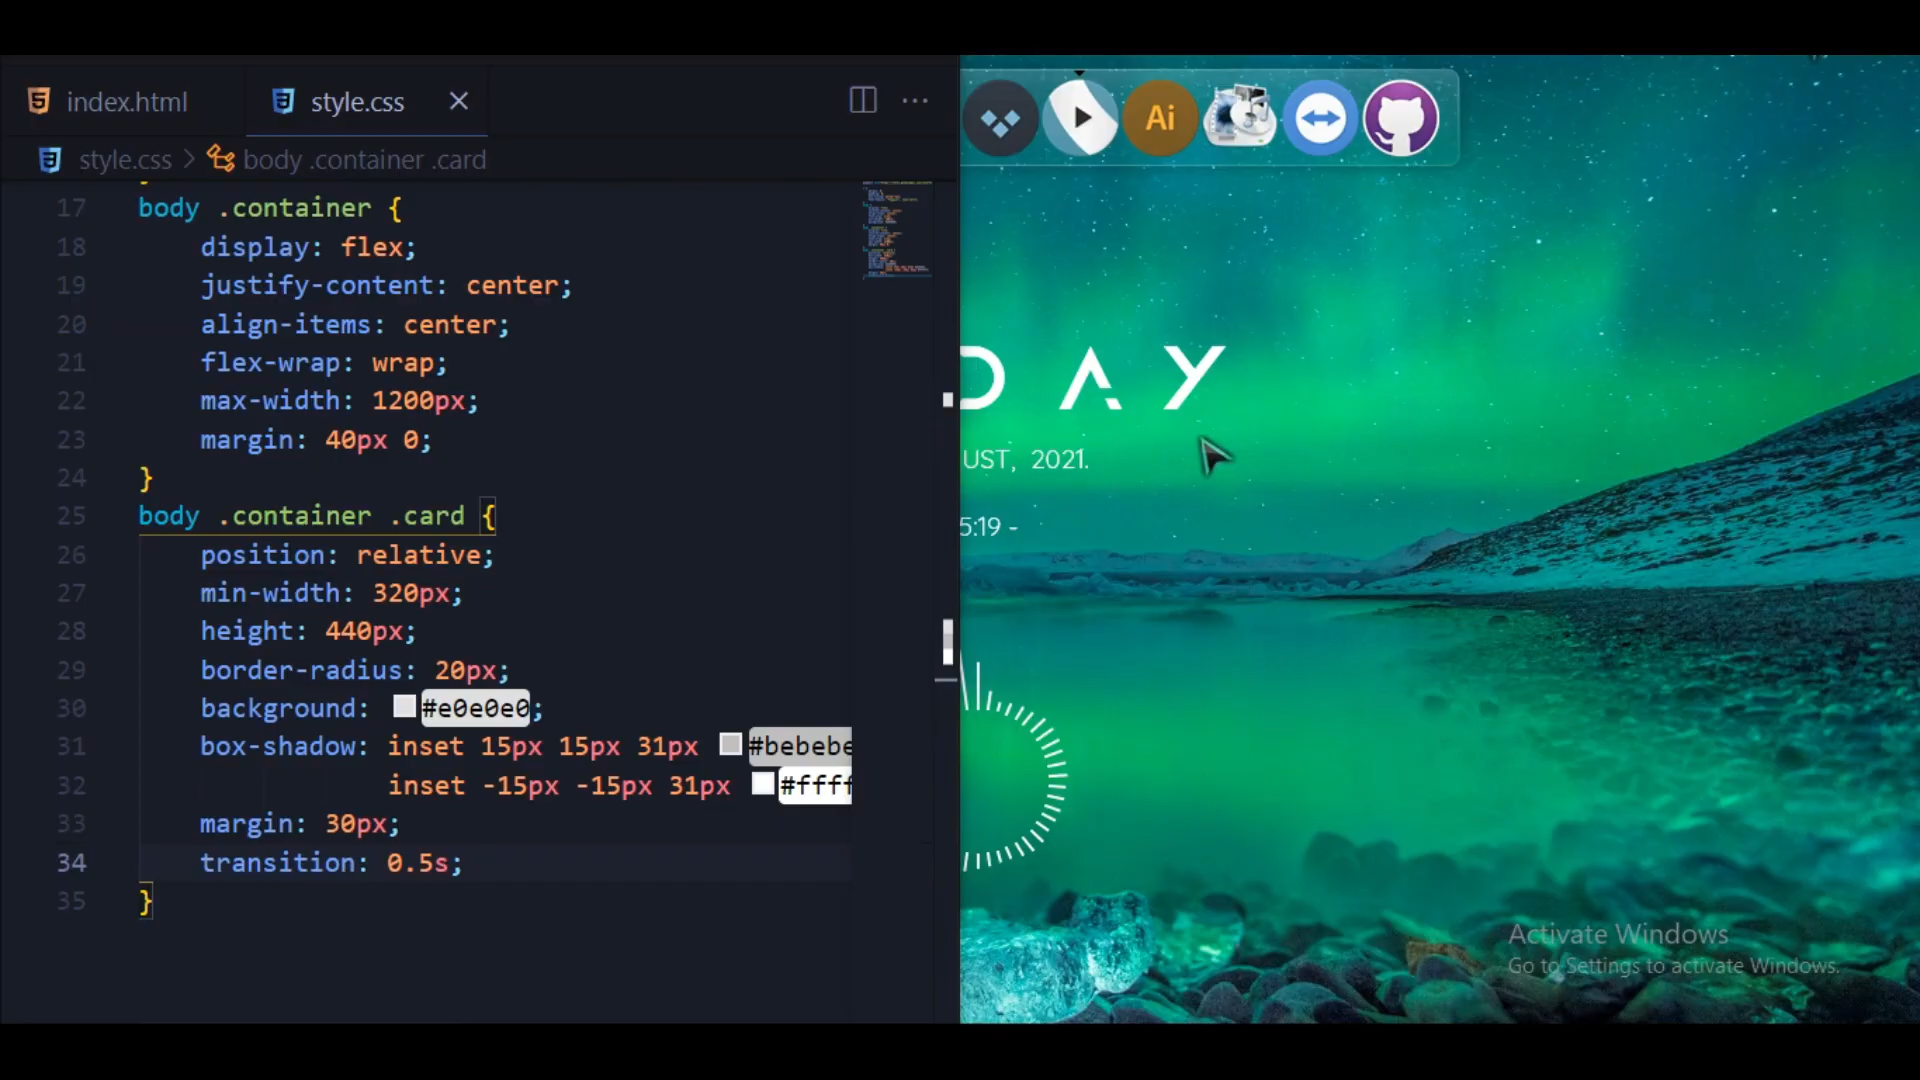 index.html
style.css
style.css > body .container .card
17 body .container {
18 display: flex;
19 justify-content: center;
20 align-items: center;
21 flex-wrap: wrap;
22 max-width: 1200px;
23 margin: 40px 0;
24 }
25 body .container .card {
26 position: relative;
27 min-width: 320px;
28 height: 440px;
29 border-radius: 20px;
30 background: #e0e0e0;
31 box-shadow: inset 15px 15px 31px #bebebe
32 inset -15px -15px 31px #ffff
33 margin: 30px;
34 transition: 0.5s;
35 }
Ai
DAY
UST, 2021.
5:19 -
Activate Windows
Go to Settings to activate Windows.